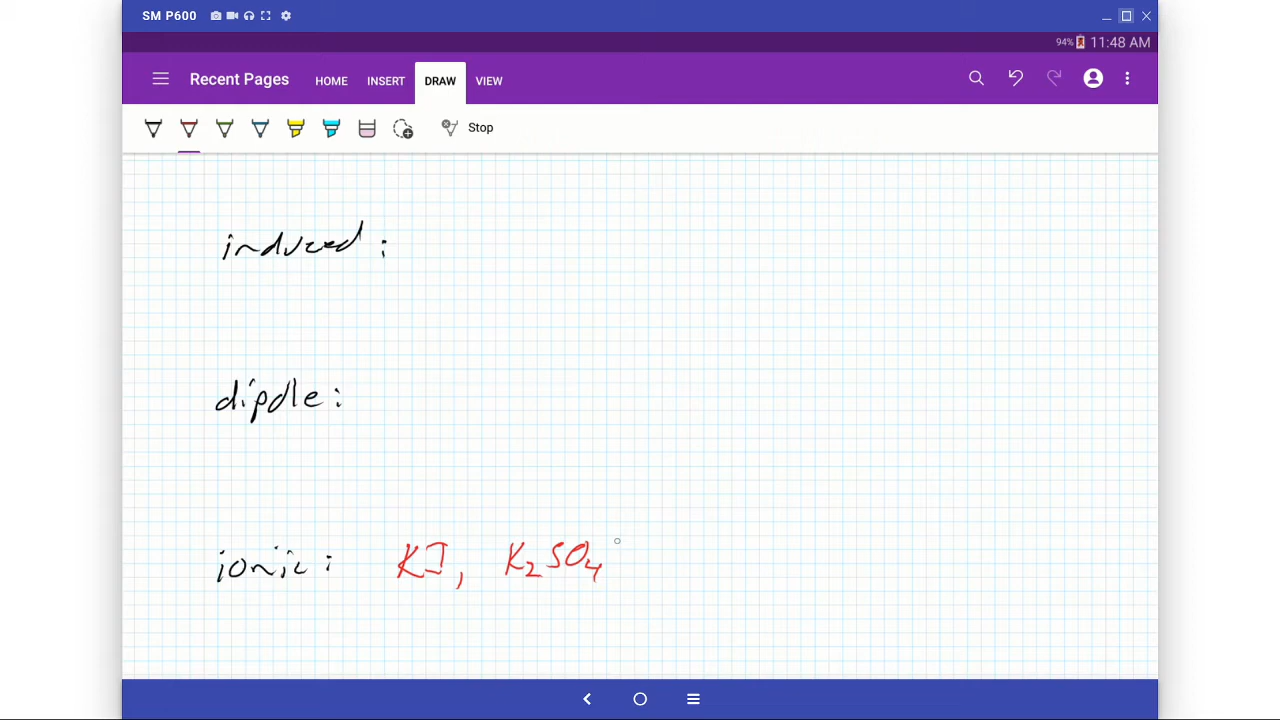 SM P600
94% 11:48 AM
Recent Pages HOME INSERT DRAW VIEW
Stop
induced:
dipole:
ionic: KI, K₂SO₄